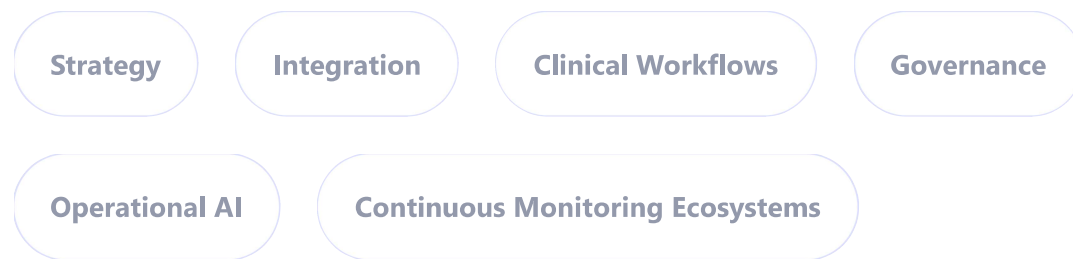 Strategy Integration Clinical Workflows Governance
Operational AI Continuous Monitoring Ecosystems